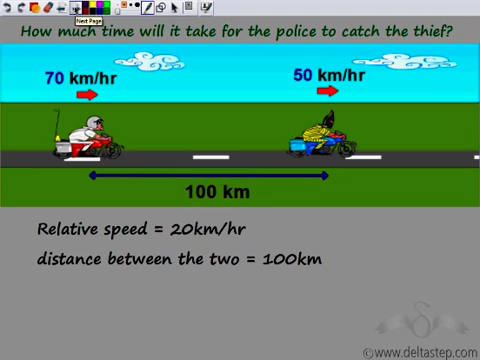 Next Page
How much time will it take for the police to catch the thief?
70 km/hr
50 km/hr
100 km
Relative speed = 20km/hr
distance between the two = 100km
©www.deltastep.com